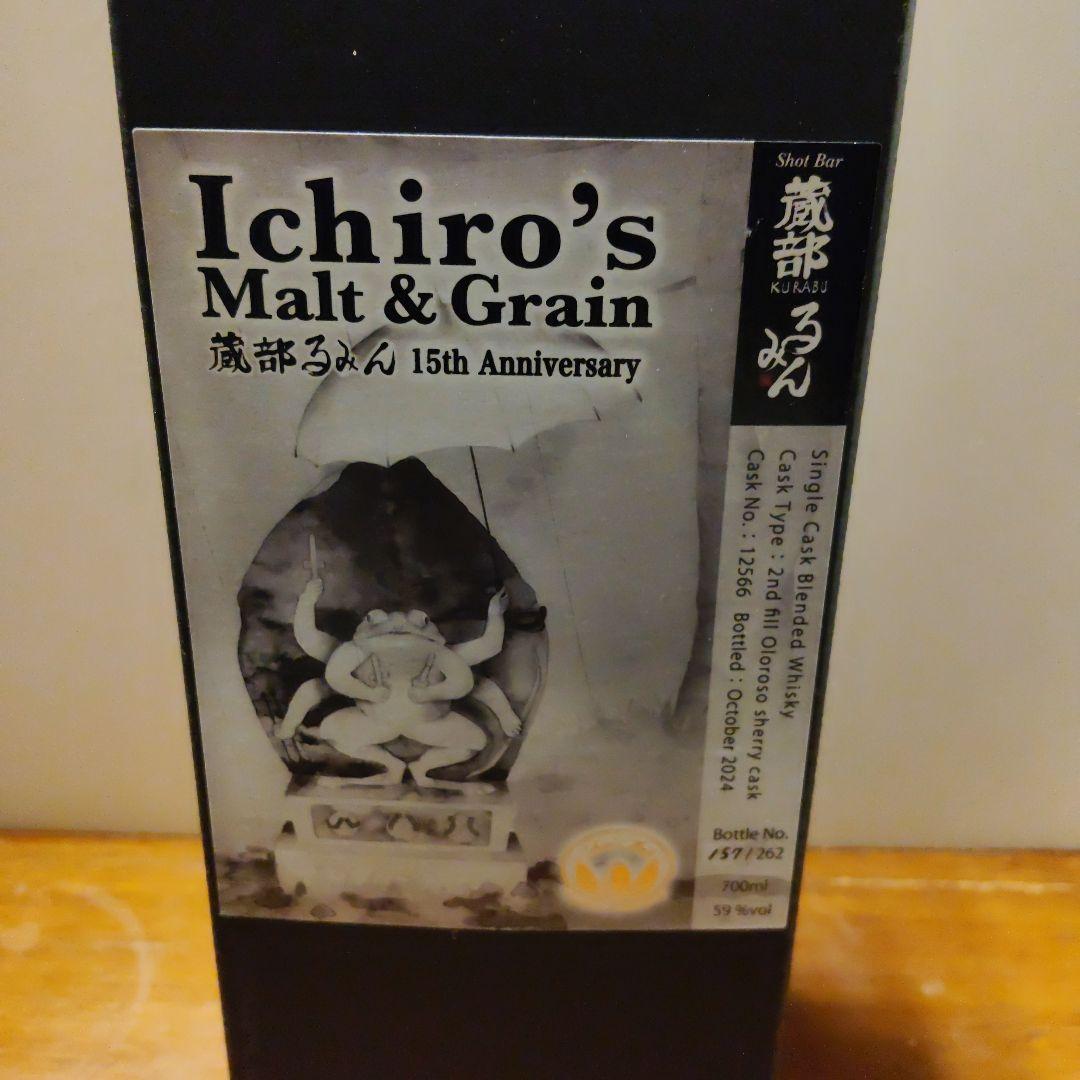 Ichiro's
Malt & Grain
蔵部るみん 15th Anniversary
Shot Bar
蔵部
KURABU
るみん
Single Cask Blended Whisky
Cask Type : 2nd fill Oloroso sherry cask
Cask No. : 12566 Bottled : October 2024
Bottle No.
157/262
700ml
59 %vol